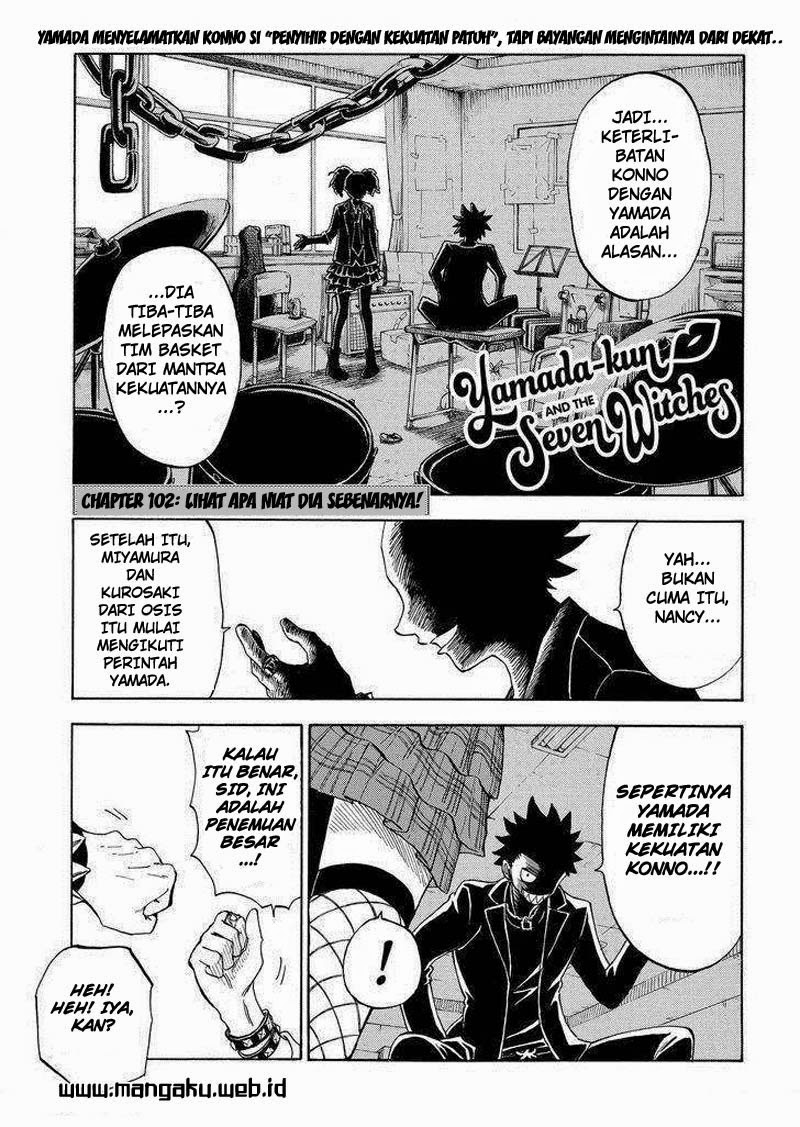 YAMADA MENYELAMATKAN KONNO SI "PENYIHIR DENGAN KEKUATAN PATUH", TAPI BAYANGAN MENGINTAINYA DARI DEKAT..
JADI...
KETERLI-
BATAN
KONNO
DENGAN
YAMADA
ADALAH
ALASAN...
...DIA
TIBA-TIBA
MELEPASKAN
TIM BASKET
DARI MANTRA
KEKUATANNYA
...?
Yamada-kun
AND THE
Seven Witches
CHAPTER 102: LIHAT APA NIAT DIA SEBENARNYA!
YAH...
BUKAN
CUMA ITU,
NANCY...
SETELAH ITU,
MIYAMURA
DAN
KUROSAKI
DARI OSIS
ITU MULAI
MENGIKUTI
PERINTAH
YAMADA.
SEPERTINYA
YAMADA
MEMILIKI
KEKUATAN
KONNO...!!
!
KALAU
ITU BENAR,
SID, INI
ADALAH
PENEMUAN
BESAR
...!
HEH!
HEH! IYA,
KAN?
www.mangaku.web.id